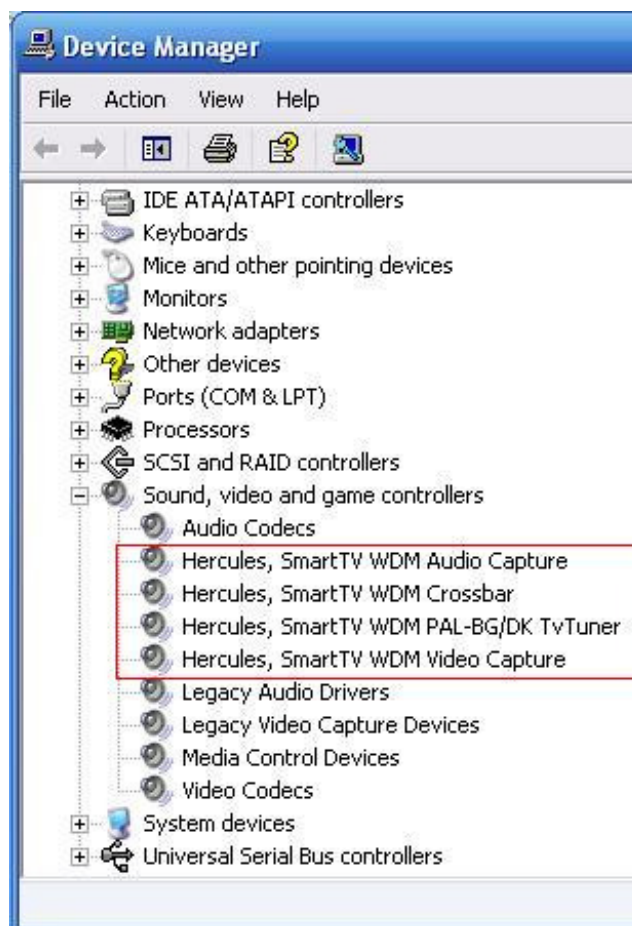 Device Manager
File Action View Help
IDE ATA/ATAPI controllers
Keyboards
Mice and other pointing devices
Monitors
Network adapters
Other devices
Ports (COM & LPT)
Processors
SCSI and RAID controllers
Sound, video and game controllers
Audio Codecs
Hercules, SmartTV WDM Audio Capture
Hercules, SmartTV WDM Crossbar
Hercules, SmartTV WDM PAL-BG/DK TvTuner
Hercules, SmartTV WDM Video Capture
Legacy Audio Drivers
Legacy Video Capture Devices
Media Control Devices
Video Codecs
System devices
Universal Serial Bus controllers